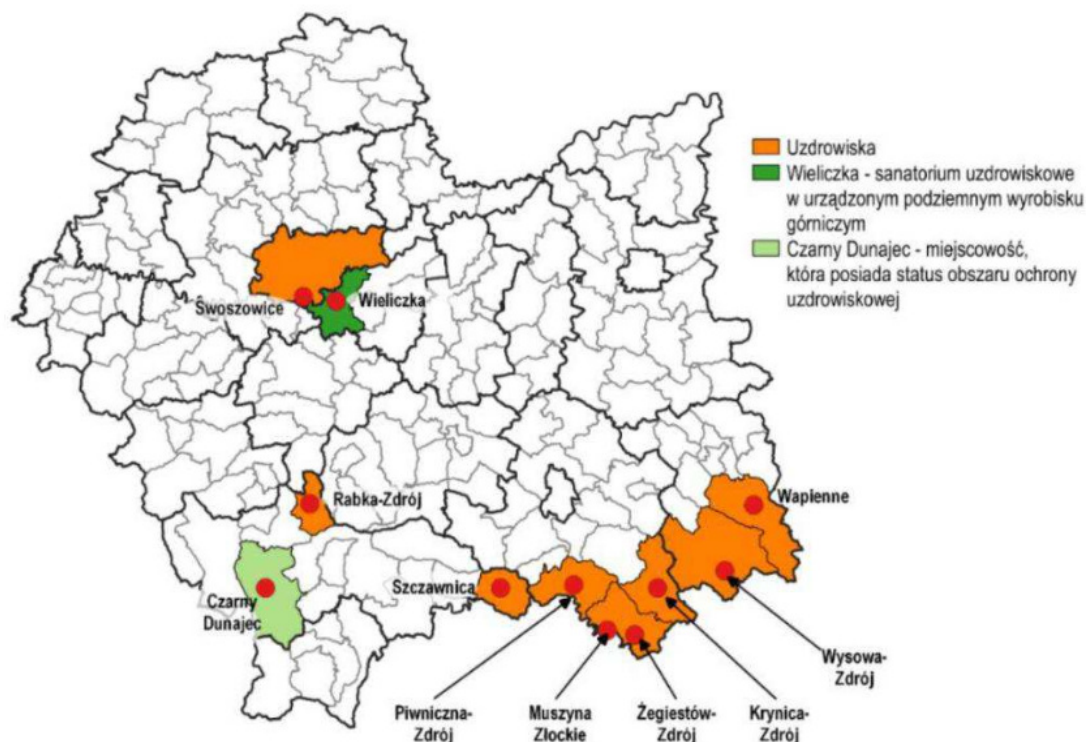 Uzdrowiska
Wieliczka - sanatorium uzdrowiskowe
w urządzonym podziemnym wyrobisku
górniczym
Czarny Dunajec - miejscowość,
która posiada status obszaru ochrony
uzdrowiskowej
Swoszowice
Wieliczka
Rabka-Zdrój
Wapienne
Szczawnica
Czarny
Dunajec
Wysowa-
Zdrój
Piwniczna-
Zdrój
Muszyna
Złockie
Żegiestów-
Zdrój
Krynica-
Zdrój